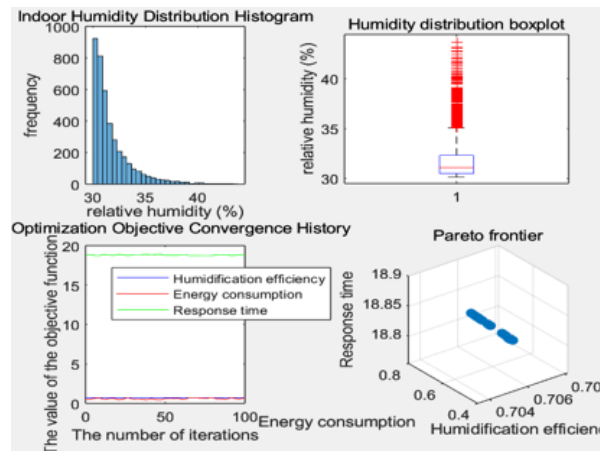 Indoor Humidity Distribution Histogram
1000
800
600
400
200
0
frequency
30
35
40
relative humidity (%)
Humidity distribution boxplot
40
35
30
relative humidity (%)
1
Optimization Objective Convergence History
20
15
10
5
0
The value of the objective function
Humidification efficiency
Energy consumption
Response time
0
50
100
The number of iterations
Pareto frontier
18.9
18.85
18.8
Response time
0.8
0.6
0.4
Energy consumption
0.704
0.706
0.70
Humidification efficienc